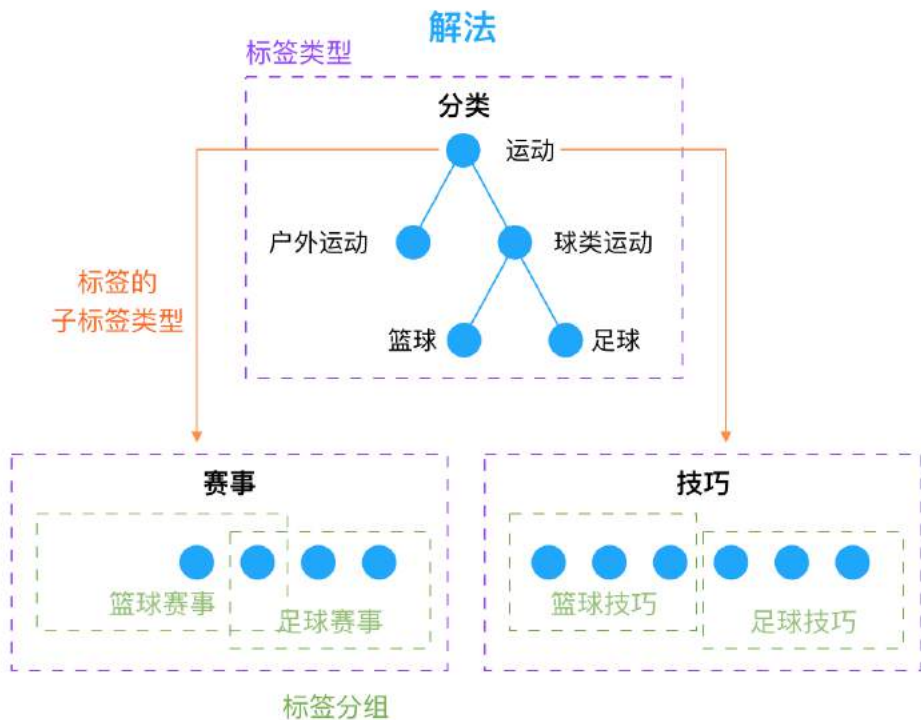 解法
标签类型
分类
运动
户外运动
球类运动
标签的
子标签类型
篮球
足球
赛事
技巧
篮球赛事
足球赛事
篮球技巧
足球技巧
标签分组